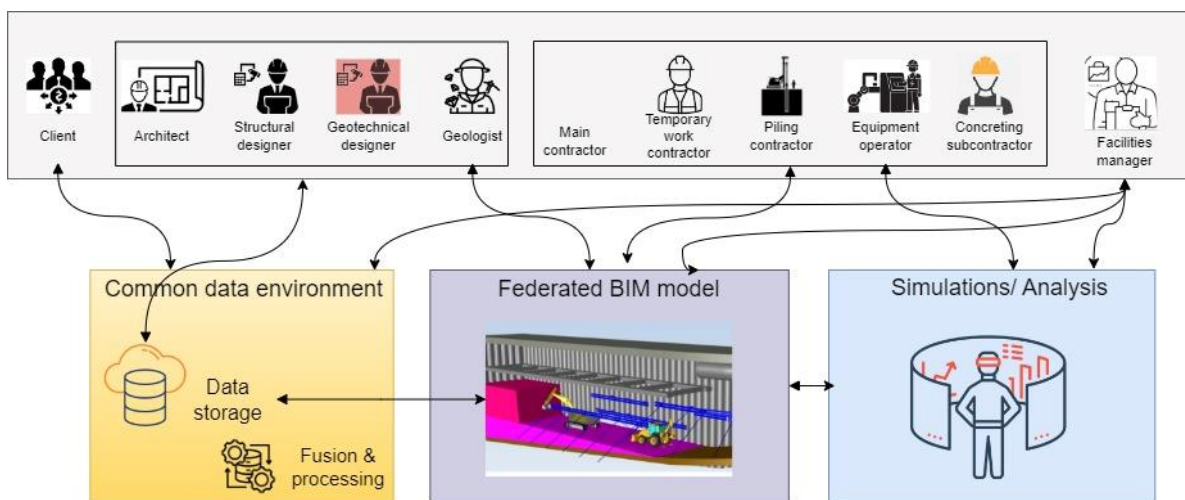 Client
Architect
Structural
designer
Geotechnical
designer
Geologist
Main
contractor
Temporary
work
contractor
Piling
contractor
Equipment
operator
Concreting
subcontractor
Facilities
manager
Common data environment
Data
storage
Fusion &
processing
Federated BIM model
Simulations/ Analysis